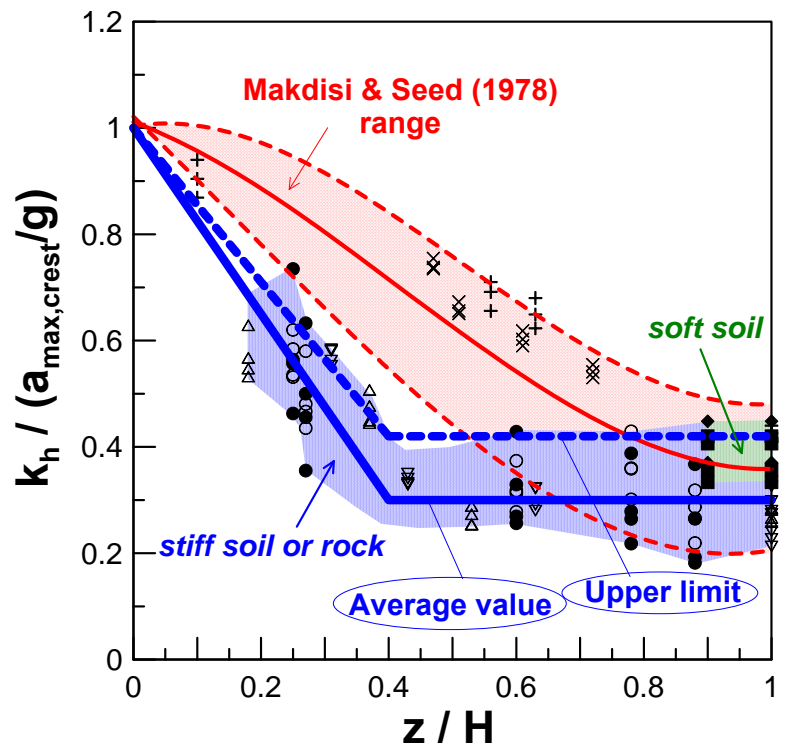 1.2
1
0.8
0.6
0.4
0.2
0
k_h / (a_max,crest/g)
Makdisi & Seed (1978)
range
soft soil
stiff soil or rock
Average value
Upper limit
0
0.2
0.4
0.6
0.8
1
z / H